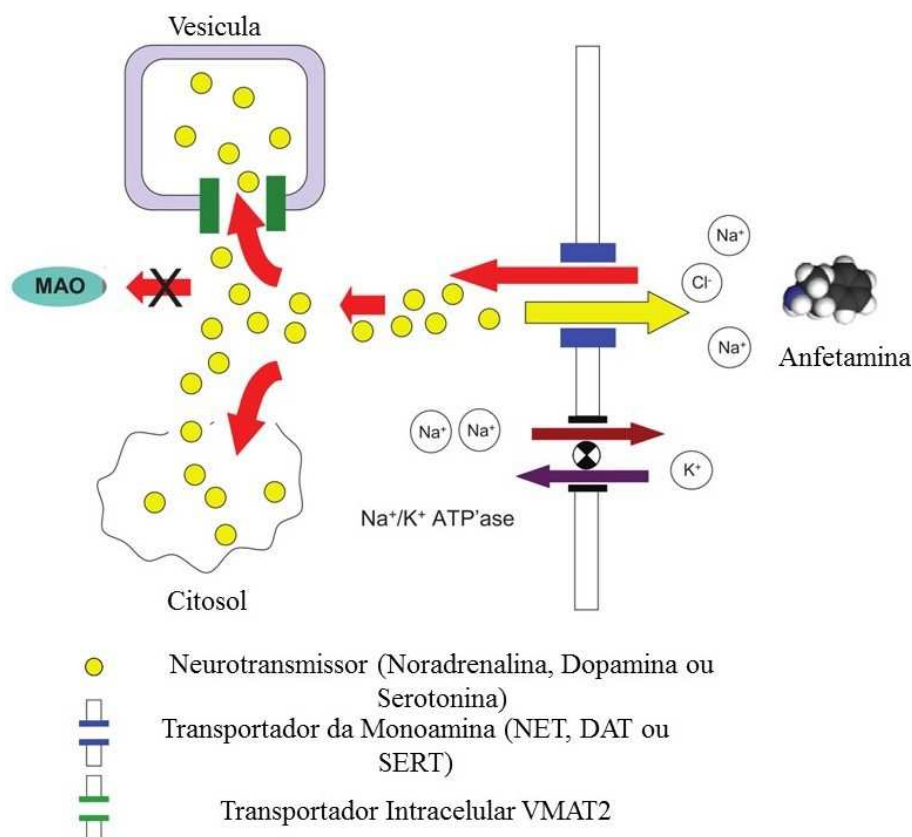 Vesicula
Na⁺
MAO
Cl⁻
Na⁺
Anfetamina
Na⁺ Na⁺
K⁺
Na⁺/K⁺ ATP'ase
Citosol
Neurotransmissor (Noradrenalina, Dopamina ou
Serotonina)
Transportador da Monoamina (NET, DAT ou
SERT)
Transportador Intracelular VMAT2